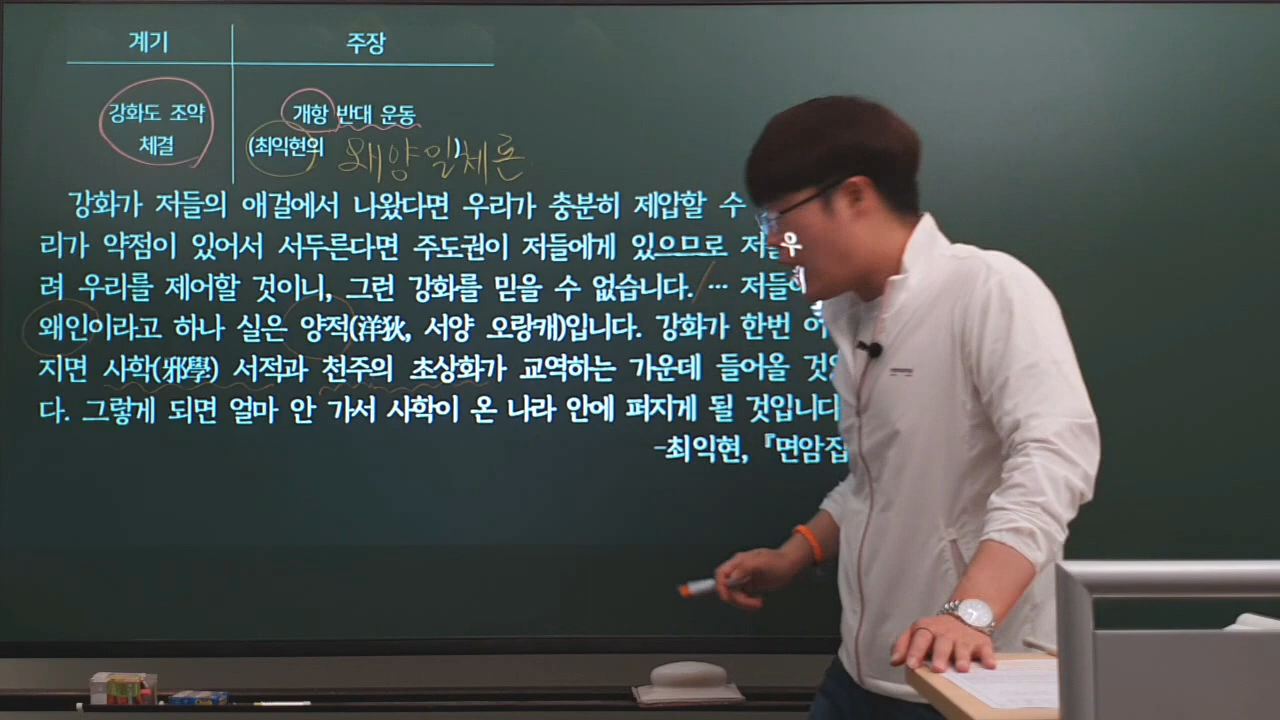 계기 주장
강화도 조약 개항 반대 운동
체결 (최익현의 왜양일체론)
강화가 저들의 애걸에서 나왔다면 우리가 충분히 제압할 수 우
리가 약점이 있어서 서두른다면 주도권이 저들에게 있으므로
려 우리를 제어할 것이니, 그런 강화를 믿을 수 없습니다. … 저들이
왜인이라고 하나 실은 양적(洋狄, 서양 오랑캐)입니다. 강화가 한번
지면 사학(邪學) 서적과 천주의 초상화가 교역하는 가운데 들어올
다. 그렇게 되면 얼마 안 가서 사학이 온 나라 안에 퍼지게 될 것입니다
-최익현, 『면암집